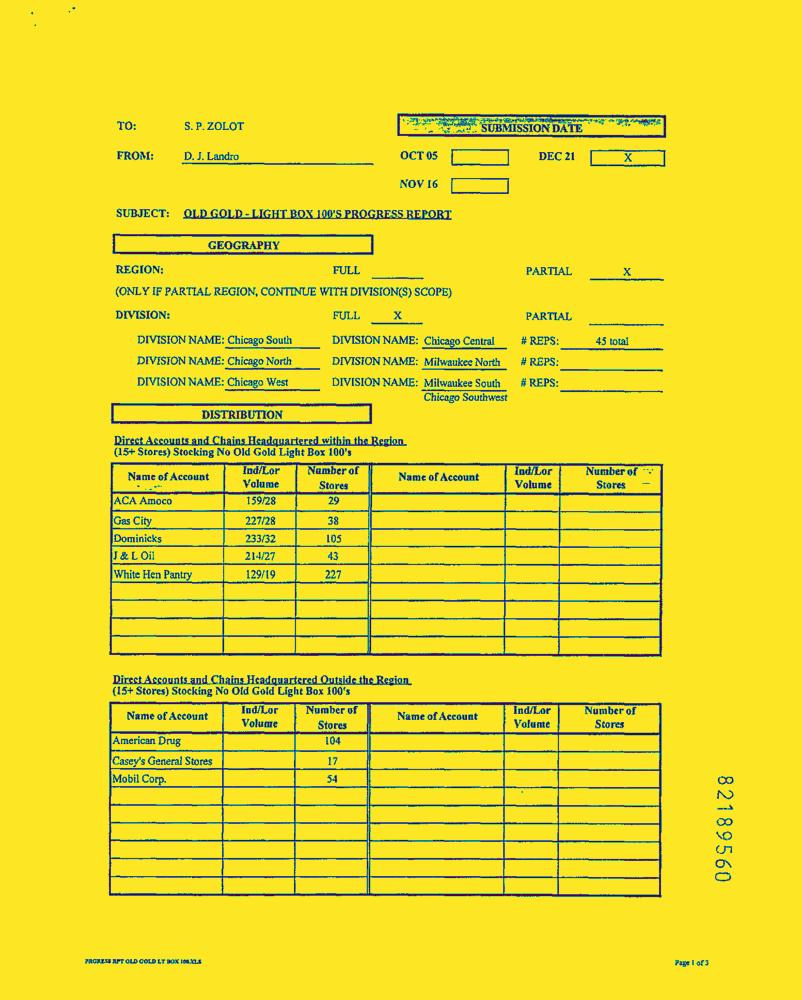 TO: S. P. ZOLOT
SUBMISSION DATE
FROM: D. J. Landro
OCT 05 DEC 21 X
NOV 16
SUBJECT: OLD GOLD - LIGHT BOX 100'S PROGRESS REPORT
GEOGRAPHY
REGION: FULL PARTIAL X
(ONLY IF PARTIAL REGION, CONTINUE WITH DIVISION(S) SCOPE)
DIVISION: FULL X PARTIAL
DIVISION NAME: Chicago South DIVISION NAME: Chicago Central # REPS: 45 total
DIVISION NAME: Chicago North DIVISION NAME: Milwaukee North # REPS:
DIVISION NAME: Chicago West DIVISION NAME: Milwaukee South # REPS:
Chicago Southwest
DISTRIBUTION
Direct Accounts and Chains Headquartered within the Region
(15+ Stores) Stocking No Old Gold Light Box 100's
Name of Account Ind/Lor Volume Number of Stores Name of Account Ind/Lor Volume Number of Stores
ACA Amoco 159/28 29
Gas City 227/28 38
Dominicks 233/32 105
J & L Oil 214/27 43
White Hen Pantry 129/19 227
Direct Accounts and Chains Headquartered Outside the Region
(15+ Stores) Stocking No Old Gold Light Box 100's
Name of Account Ind/Lor Volume Number of Stores Name of Account Ind/Lor Volume Number of Stores
American Drug 104
Casey's General Stores 17
Mobil Corp. 54
82189560
PROGRESS RPT OLD GOLD LT BOX 100.XLS Page 1 of 3